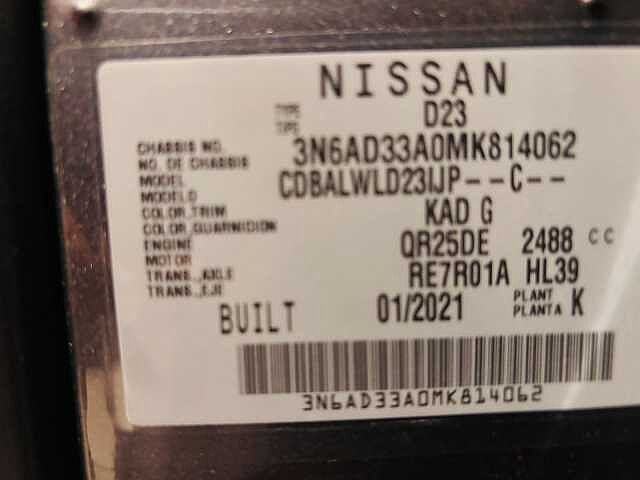 NISSAN
TYPE D23
TIPO
CHASSIS NO. 3N6AD33A0MK814062
NO. DE CHASSIS
MODEL CDBALWLD23IJP--C--
MODELO
COLOR, TRIM KAD G
COLOR, GUARNICION
ENGINE QR25DE 2488 CC
MOTOR
TRANS., AXLE RE7R01A HL39
TRANS., EJE
BUILT 01/2021 PLANT K
PLANTA
3N6AD33A0MK814062